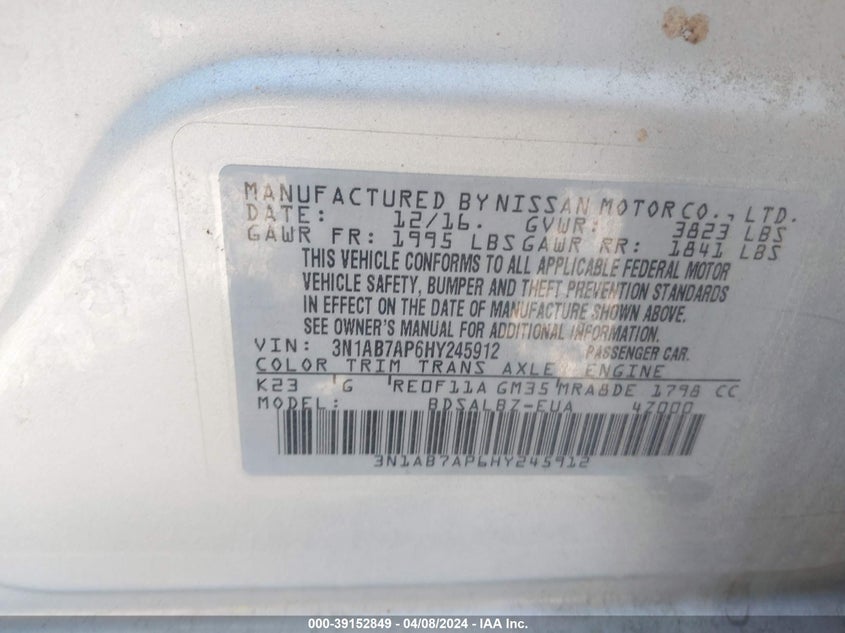 MANUFACTURED BY NISSAN MOTOR CO., LTD.
DATE: 12/16. GVWR: 3823 LBS
GAWR FR: 1995 LBS GAWR RR: 1841 LBS
THIS VEHICLE CONFORMS TO ALL APPLICABLE FEDERAL MOTOR
VEHICLE SAFETY, BUMPER AND THEFT PREVENTION STANDARDS
IN EFFECT ON THE DATE OF MANUFACTURE SHOWN ABOVE.
SEE OWNER'S MANUAL FOR ADDITIONAL INFORMATION.
VIN: 3N1AB7AP6HY245912 PASSENGER CAR.
COLOR TRIM TRANS AXLE ENGINE
K23 G RE0F11A GM35 MRA8DE 1798 CC
MODEL: BDSALBZ-EUA 4Z000
3N1AB7AP6HY245912
000-39152849 - 04/08/2024 - IAA Inc.